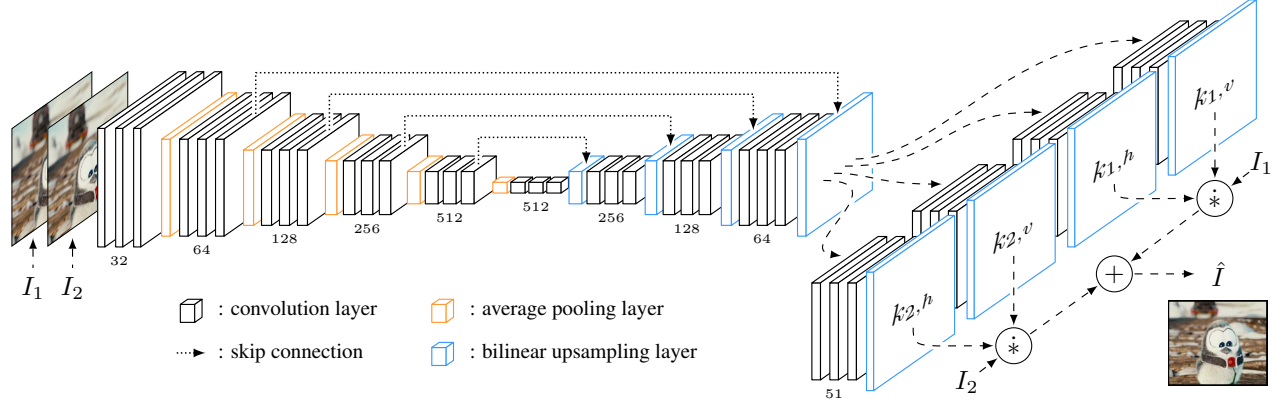 k1,v
k1,h
k2,v
k2,h
I1
*
+
Î
*
I2
32
64
128
256
512
512
256
128
64
51
I1 I2
: convolution layer : average pooling layer
: skip connection : bilinear upsampling layer